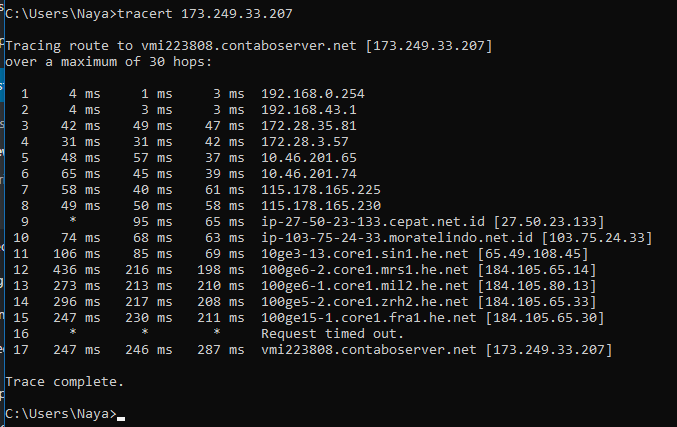 C:\Users\Naya>tracert 173.249.33.207
Tracing route to vmi223808.contaboserver.net [173.249.33.207]
over a maximum of 30 hops:
1 4 ms 1 ms 3 ms 192.168.0.254
2 4 ms 3 ms 3 ms 192.168.43.1
3 42 ms 49 ms 47 ms 172.28.35.81
4 31 ms 31 ms 42 ms 172.28.3.57
5 48 ms 57 ms 37 ms 10.46.201.65
6 65 ms 45 ms 39 ms 10.46.201.74
7 58 ms 40 ms 61 ms 115.178.165.225
8 49 ms 50 ms 58 ms 115.178.165.230
9 * 95 ms 65 ms ip-27-50-23-133.cepat.net.id [27.50.23.133]
10 74 ms 68 ms 63 ms ip-103-75-24-33.moratelindo.net.id [103.75.24.33]
11 106 ms 85 ms 69 ms 10ge3-13.core1.sin1.he.net [65.49.108.45]
12 436 ms 216 ms 198 ms 100ge6-2.core1.mrs1.he.net [184.105.65.14]
13 273 ms 213 ms 210 ms 100ge6-1.core1.mil2.he.net [184.105.80.13]
14 296 ms 217 ms 208 ms 100ge5-2.core1.zrh2.he.net [184.105.65.33]
15 247 ms 230 ms 211 ms 100ge15-1.core1.fra1.he.net [184.105.65.30]
16 * * * Request timed out.
17 247 ms 246 ms 287 ms vmi223808.contaboserver.net [173.249.33.207]
Trace complete.
C:\Users\Naya>